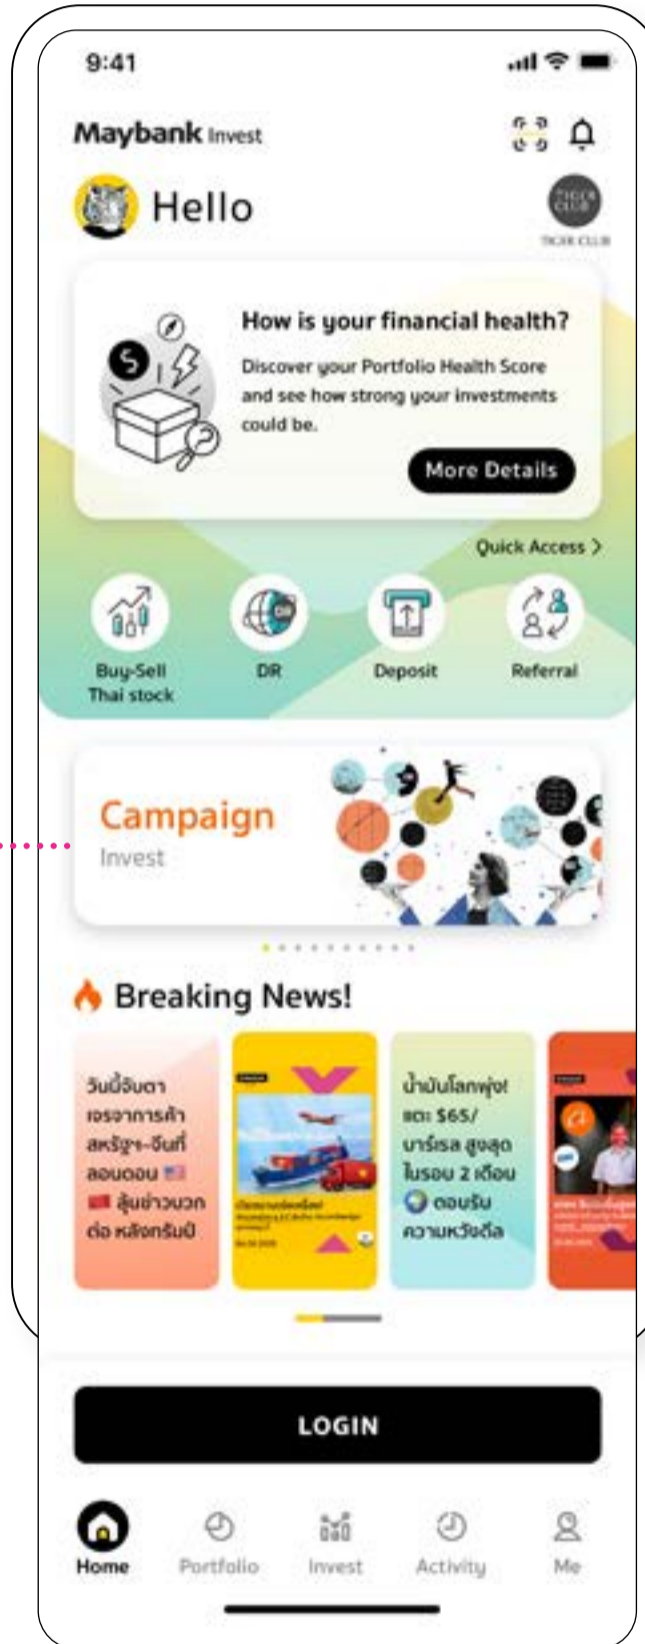 9:41
Maybank Invest
Hello
TIGER CLUB
TIGER CLUB
How is your financial health?
Discover your Portfolio Health Score
and see how strong your investments
could be.
More Details
Quick Access >
Buy-Sell
Thai stock
DR
Deposit
Referral
Campaign
Invest
Breaking News!
วันนี้จับตา
เจรจาการค้า
สหรัฐฯ-จีนที่
ลอนดอน 🇺🇸
🇨🇳 ลุ้นข่าวบวก
ต่อ หลังทรัมป์
น้ำมันโลกพุ่ง!
แตะ $65/
บาร์เรล สูงสุด
ในรอบ 2 เดือน
🌍 ตอบรับ
ความหวังดีล
LOGIN
Home
Portfolio
Invest
Activity
Me